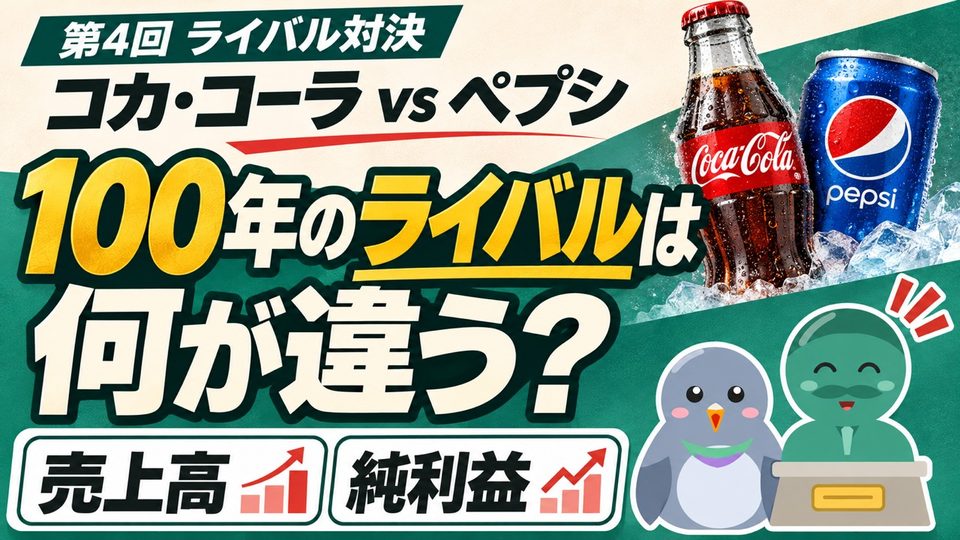 第4回 ライバル対決
コカ・コーラ vs ペプシ
100年のライバルは
何が違う?
売上高
純利益
Coca-Cola
pepsi